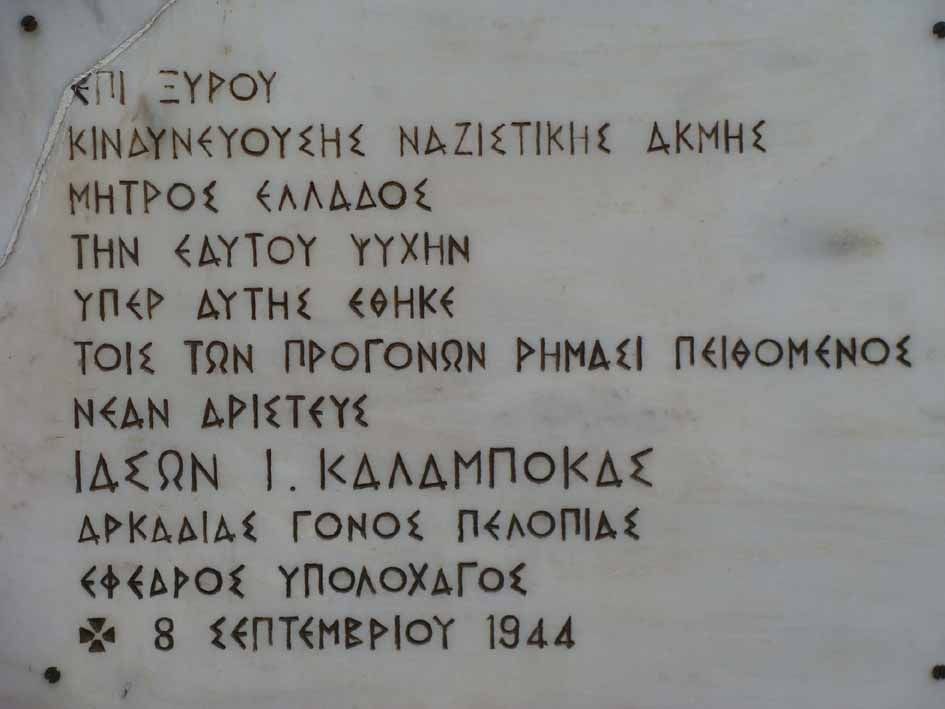 ΕΠΙ ΞΥΡΟΥ
ΚΙΝΔΥΝΕΥΟΥΣΗΣ ΝΑΖΙΣΤΙΚΗΣ ΑΚΜΗΣ
ΜΗΤΡΟΣ ΕΛΛΑΔΟΣ
ΤΗΝ ΕΑΥΤΟΥ ΨΥΧΗΝ
ΥΠΕΡ ΑΥΤΗΣ ΕΘΗΚΕ
ΤΟΙΣ ΤΩΝ ΠΡΟΓΟΝΩΝ ΡΗΜΑΣΙ ΠΕΙΘΟΜΕΝΟΣ
ΝΕΑΝ ΑΡΙΣΤΕΥΣ
ΙΑΣΩΝ Ι. ΚΑΛΑΜΠΟΚΑΣ
ΑΡΚΑΔΙΑΣ ΓΟΝΟΣ ΠΕΛΟΠΙΑΣ
ΕΦΕΔΡΟΣ ΥΠΟΛΟΧΑΓΟΣ
✠ 8 ΣΕΠΤΕΜΒΡΙΟΥ 1944